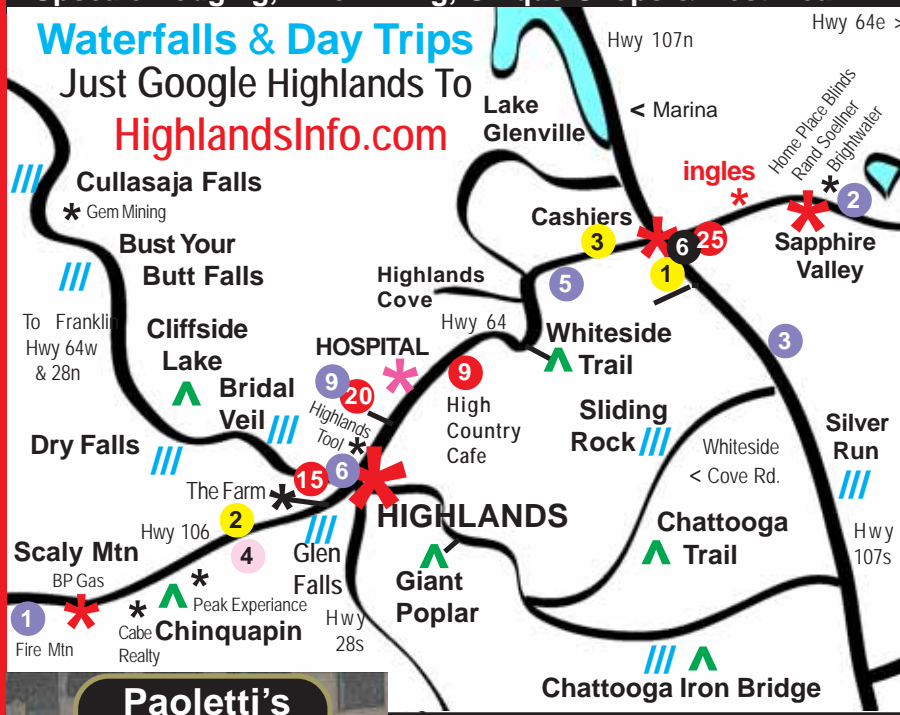 Waterfalls & Day Trips
Just Google Highlands To
HighlandsInfo.com
Hwy 107n
Hwy 64e >
Lake
Glenville
< Marina
Home Place Blinds
Rand Soellner
Brightwater
ingles
*
*
*
2
Sapphire
Valley
Cashiers
3
*
6
25
1
5
Cullasaja Falls
* Gem Mining
Bust Your
Butt Falls
To Franklin
Hwy 64w
& 28n
Cliffside
Lake
Highlands
Cove
Hwy 64
Whiteside
Trail
3
HOSPITAL
*
9
20
Highlands
Tool *
9
High
Country
Cafe
Bridal
Veil
Dry Falls
Sliding
Rock
Whiteside
< Cove Rd.
Silver
Run
Hwy
107s
15
6
*
The Farm *
HIGHLANDS
2
Hwy 106
4
Glen
Falls
Chattooga
Trail
Scaly Mtn
BP Gas
*
1
Fire Mtn
*
Peak Experiance
*
Cabe
Realty
Chinquapin
Hwy
28s
Giant
Poplar
Chattooga Iron Bridge
Paoletti's